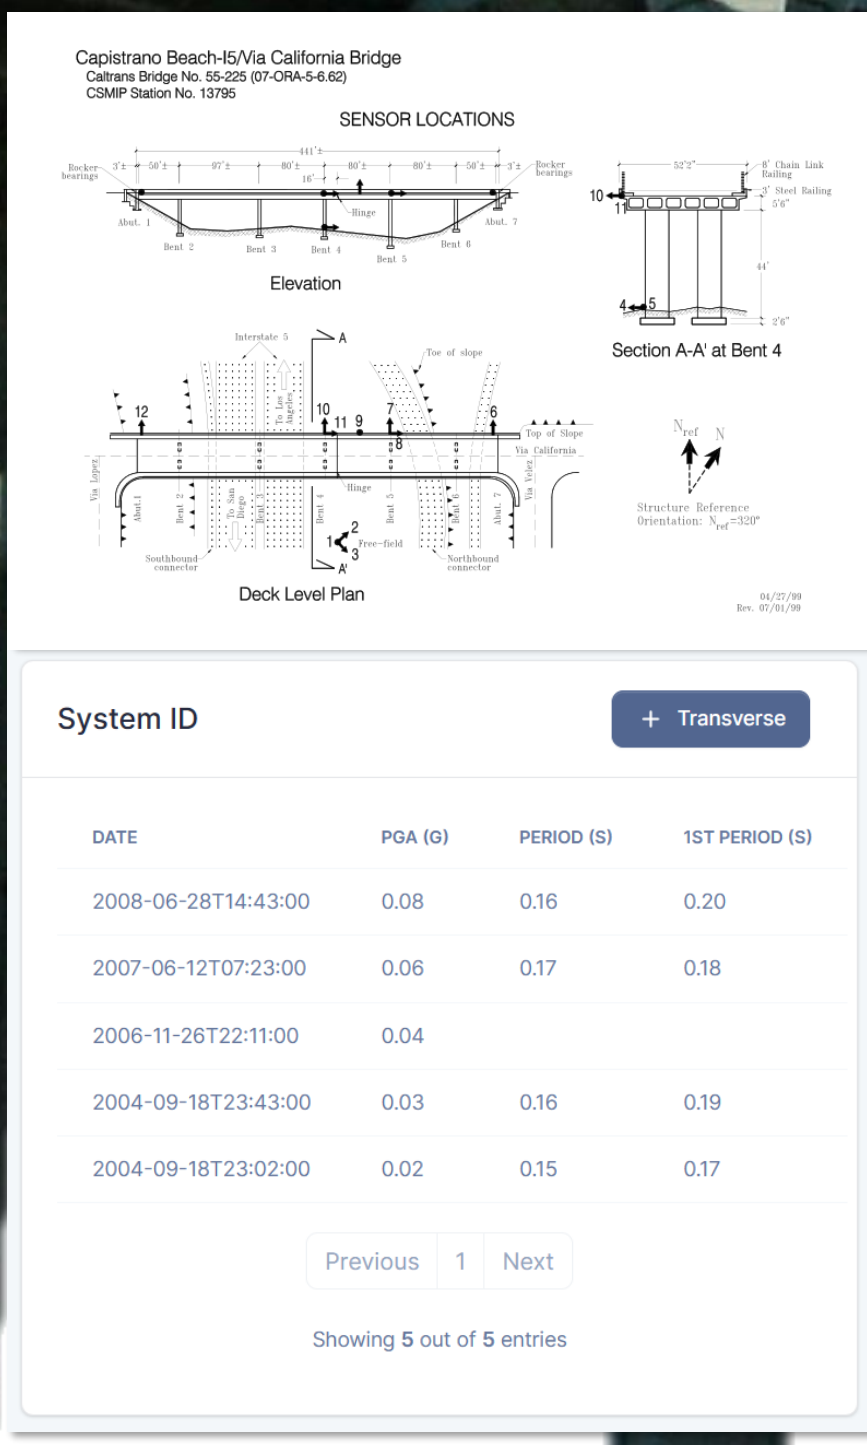 Capistrano Beach-I5/Via California Bridge
Caltrans Bridge No. 55-225 (07-ORA-5-6.62)
CSMIP Station No. 13795
SENSOR LOCATIONS
441'±
Rocker bearings
3'± 50'± 97'± 80'± 80'± 80'± 50'± 3'±
Rocker bearings
16'
Hinge
Abut. 1
Bent 2
Bent 3
Bent 4
Bent 5
Bent 6
Abut. 7
Elevation
52'2"
8' Chain Link
Railing
3' Steel Railing
5'6"
10
11
44'
4 5
2'6"
Section A-A' at Bent 4
Interstate 5
A
Toe of slope
To Los
Angeles
12 10 11 9 7 8 6
Top of Slope
Via California
Via Lopez
Via Velez
Hinge
Abut.1
Bent 2
To San
Diego
Bent 3
Bent 4
Bent 5
Bent 6
Abut. 7
1 2 3
Free-field
Southbound
connector
A'
Northbound
connector
Deck Level Plan
Nref N
Structure Reference
Orientation: Nref=320°
04/27/99
Rev. 07/01/99
System ID
+ Transverse
DATE PGA (G) PERIOD (S) 1ST PERIOD (S)
2008-06-28T14:43:00 0.08 0.16 0.20
2007-06-12T07:23:00 0.06 0.17 0.18
2006-11-26T22:11:00 0.04
2004-09-18T23:43:00 0.03 0.16 0.19
2004-09-18T23:02:00 0.02 0.15 0.17
Previous 1 Next
Showing 5 out of 5 entries